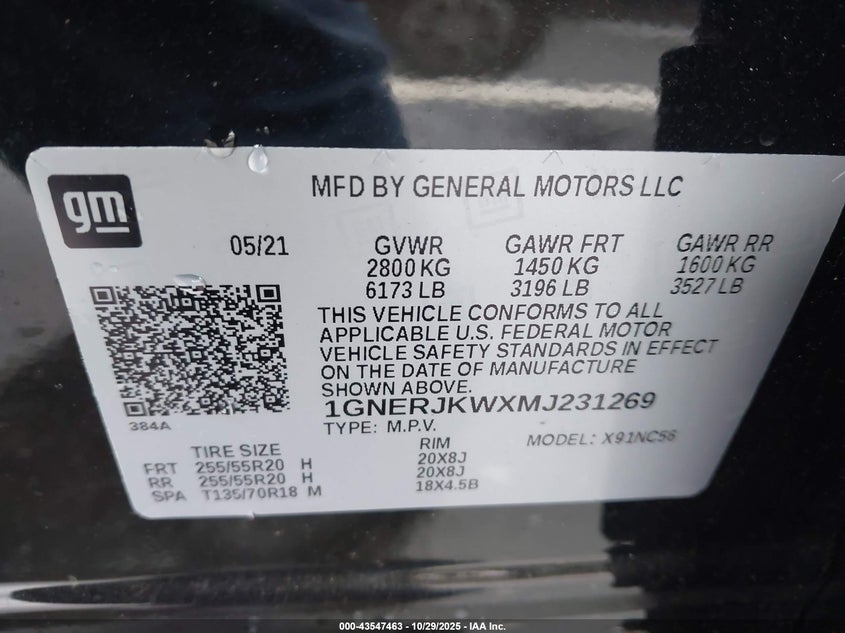 gm
MFD BY GENERAL MOTORS LLC
05/21 GVWR GAWR FRT GAWR RR
2800 KG 1450 KG 1600 KG
6173 LB 3196 LB 3527 LB
THIS VEHICLE CONFORMS TO ALL
APPLICABLE U.S. FEDERAL MOTOR
VEHICLE SAFETY STANDARDS IN EFFECT
ON THE DATE OF MANUFACTURE
SHOWN ABOVE.
1GNERJKWXMJ231269
384A
TYPE: M.P.V. MODEL: X91NC56
TIRE SIZE RIM
FRT 255/55R20 H 20X8J
RR 255/55R20 H 20X8J
SPA T135/70R18 M 18X4.5B
000-43547463 - 10/29/2025 - IAA Inc.